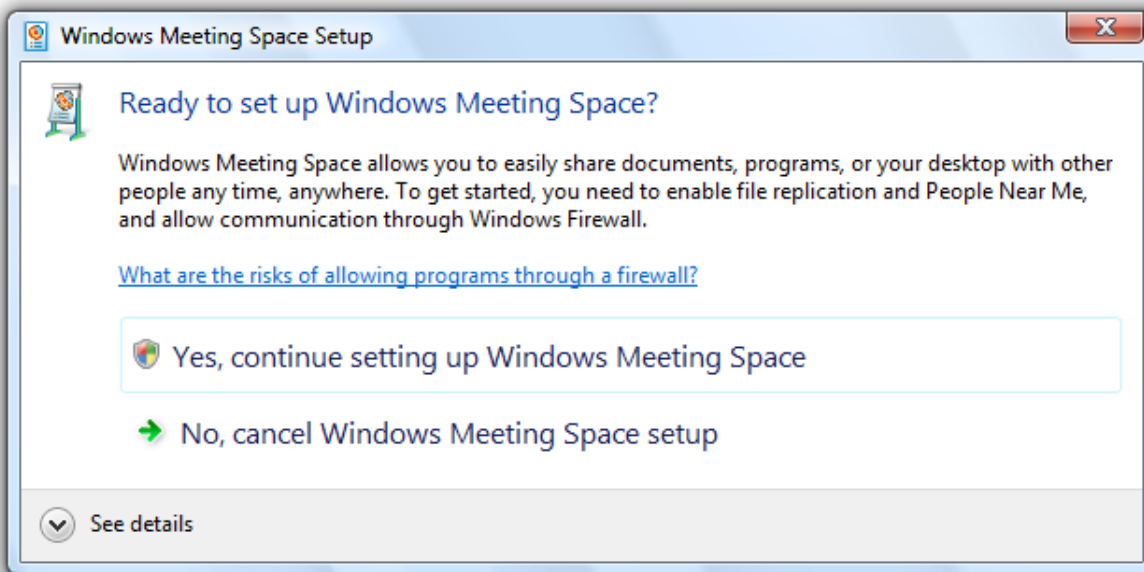 Windows Meeting Space Setup
Ready to set up Windows Meeting Space?
Windows Meeting Space allows you to easily share documents, programs, or your desktop with other
people any time, anywhere. To get started, you need to enable file replication and People Near Me,
and allow communication through Windows Firewall.
What are the risks of allowing programs through a firewall?
Yes, continue setting up Windows Meeting Space
No, cancel Windows Meeting Space setup
See details